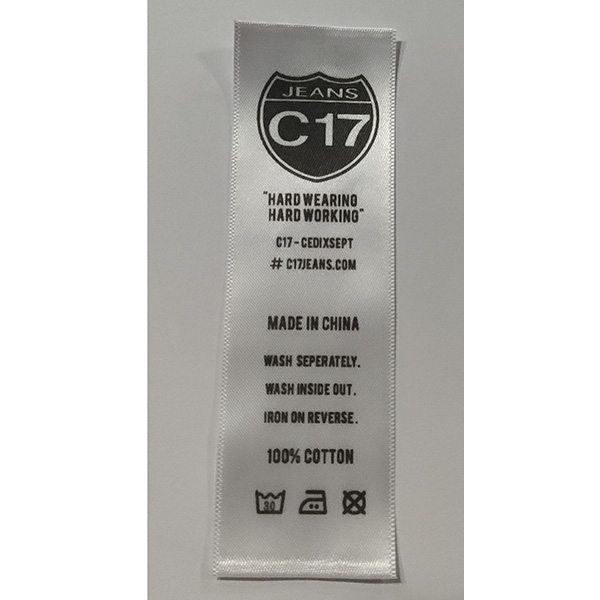 JEANS
C17
"HARD WEARING
HARD WORKING"
C17-CEDIXSEPT
# C17JEANS.COM
MADE IN CHINA
WASH SEPERATELY.
WASH INSIDE OUT.
IRON ON REVERSE.
100% COTTON
30